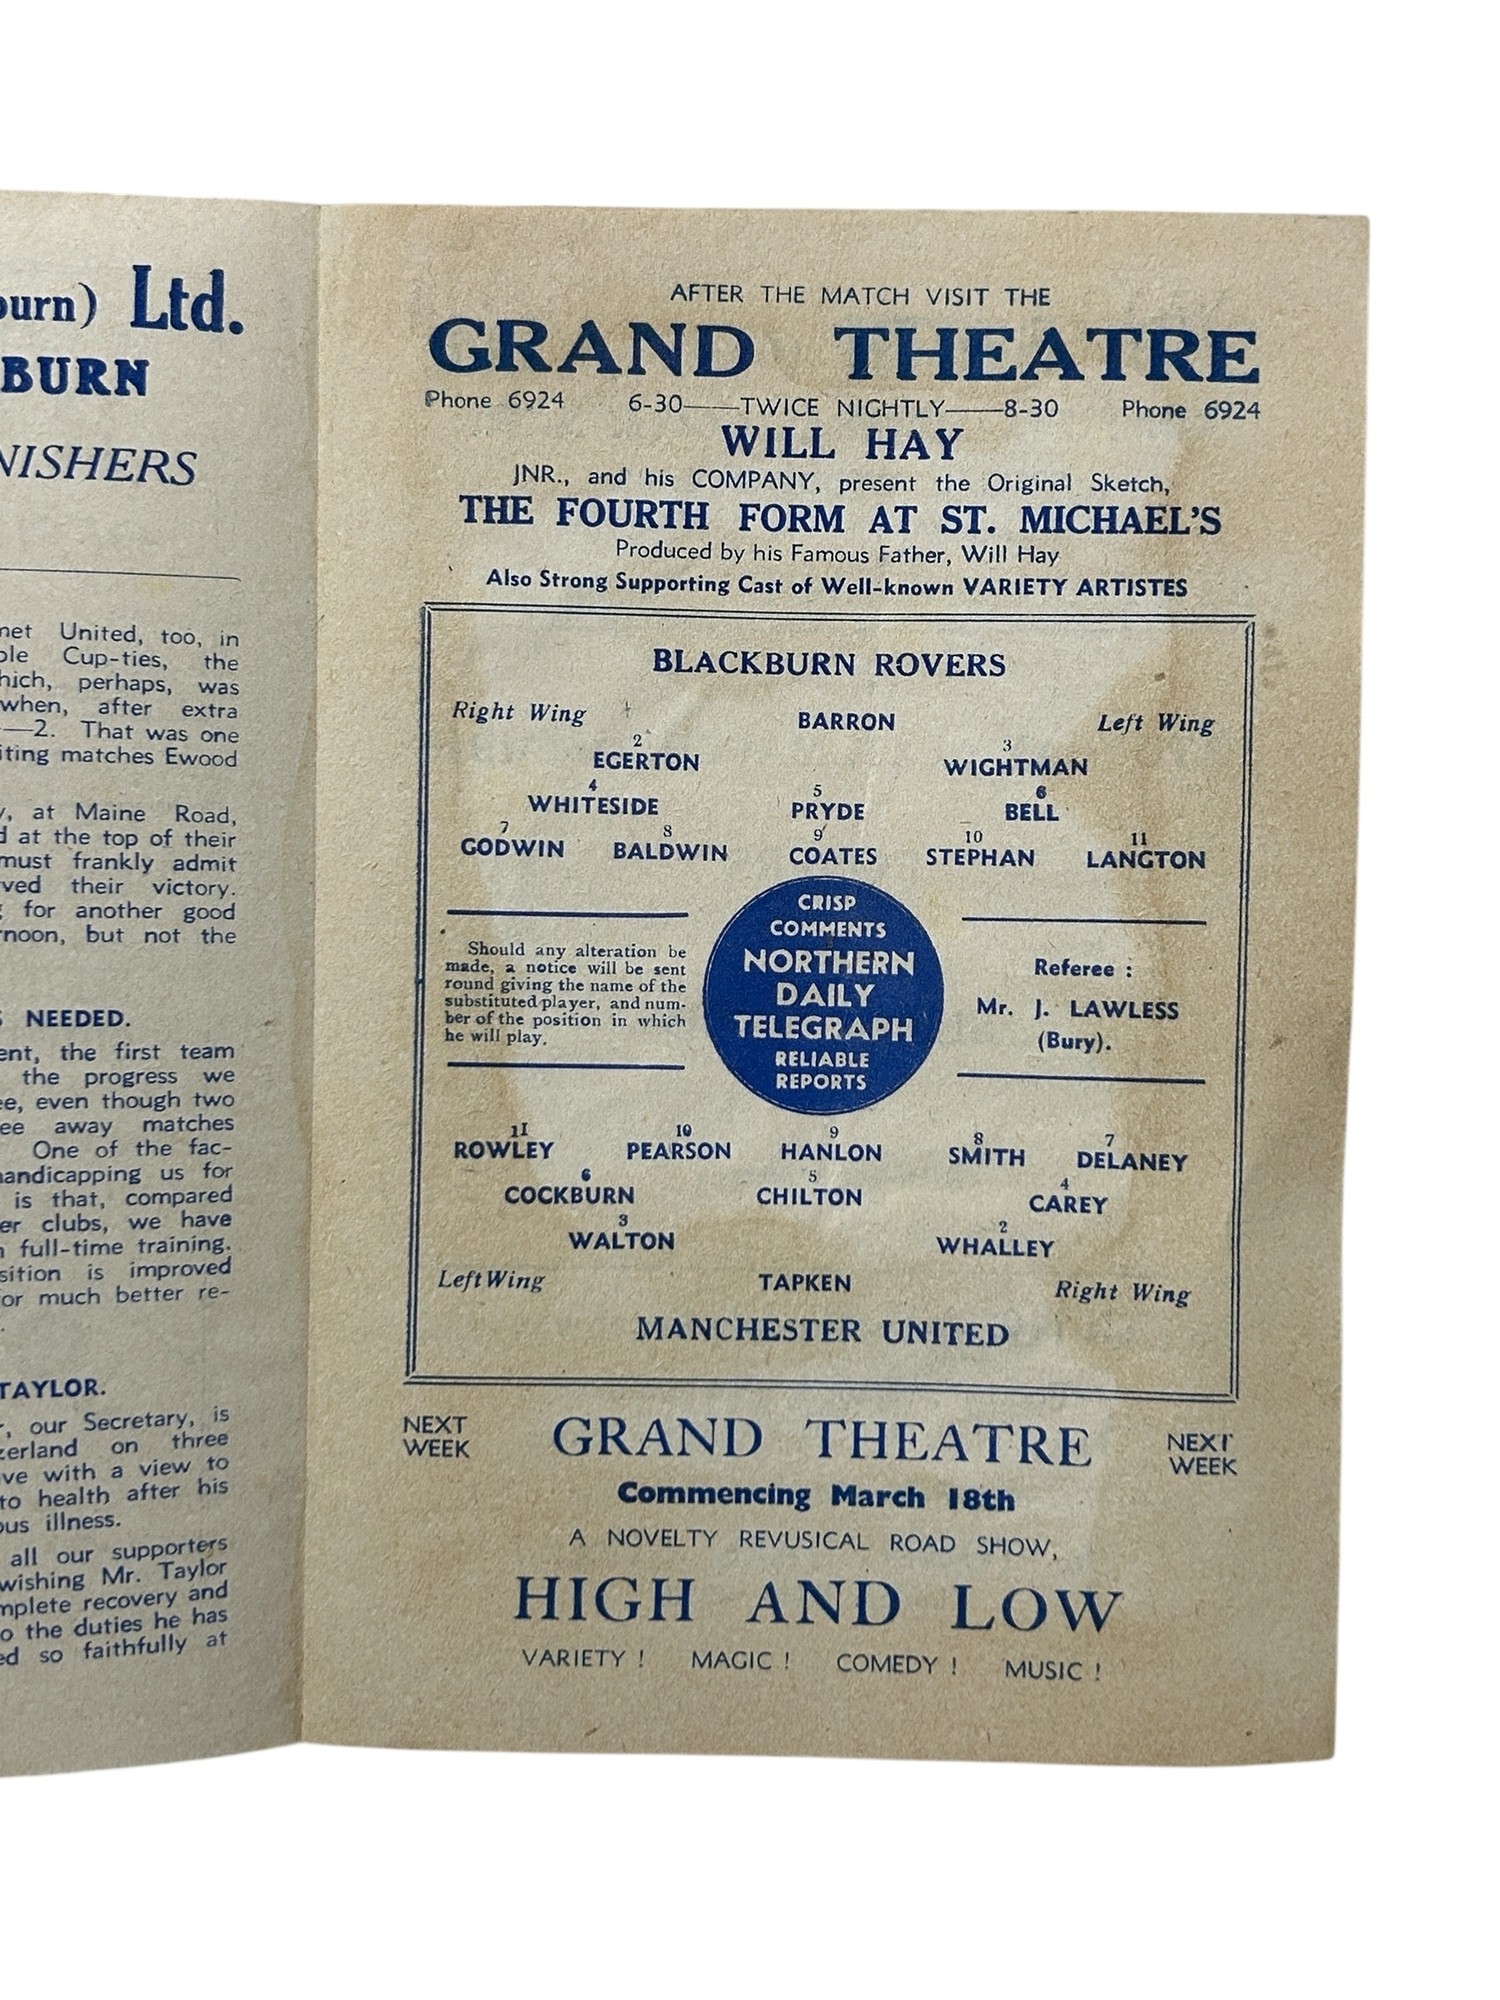 burn) Ltd.
BURN
NISHERS
met United, too, in
ble Cup-ties, the
hich, perhaps, was
when, after extra
—2. That was one
iting matches Ewood
y, at Maine Road,
d at the top of their
must frankly admit
ved their victory.
g for another good
noon, but not the
S NEEDED.
ent, the first team
the progress we
ee, even though two
ee away matches
One of the fac-
handicapping us for
is that, compared
er clubs, we have
n full-time training.
sition is improved
for much better re-
TAYLOR.
r, our Secretary, is
zerland on three
ve with a view to
to health after his
ous illness.
all our supporters
wishing Mr. Taylor
mplete recovery and
o the duties he has
ed so faithfully at
AFTER THE MATCH VISIT THE
GRAND THEATRE
Phone 6924 6-30——TWICE NIGHTLY——8-30 Phone 6924
WILL HAY
JNR., and his COMPANY, present the Original Sketch,
THE FOURTH FORM AT ST. MICHAEL'S
Produced by his Famous Father, Will Hay
Also Strong Supporting Cast of Well-known VARIETY ARTISTES
BLACKBURN ROVERS
Right Wing BARRON Left Wing
2 3
EGERTON WIGHTMAN
4 5 6
WHITESIDE PRYDE BELL
7 8 9 10 11
GODWIN BALDWIN COATES STEPHAN LANGTON
Should any alteration be
made, a notice will be sent
round giving the name of the
substituted player, and num-
ber of the position in which
he will play.
CRISP
COMMENTS
NORTHERN
DAILY
TELEGRAPH
RELIABLE
REPORTS
Referee :
Mr. J. LAWLESS
(Bury).
11 10 9 8 7
ROWLEY PEARSON HANLON SMITH DELANEY
6 5 4
COCKBURN CHILTON CAREY
3 2
WALTON WHALLEY
Left Wing TAPKEN Right Wing
MANCHESTER UNITED
NEXT
WEEK
GRAND THEATRE
NEXT
WEEK
Commencing March 18th
A NOVELTY REVUSICAL ROAD SHOW,
HIGH AND LOW
VARIETY ! MAGIC ! COMEDY ! MUSIC !